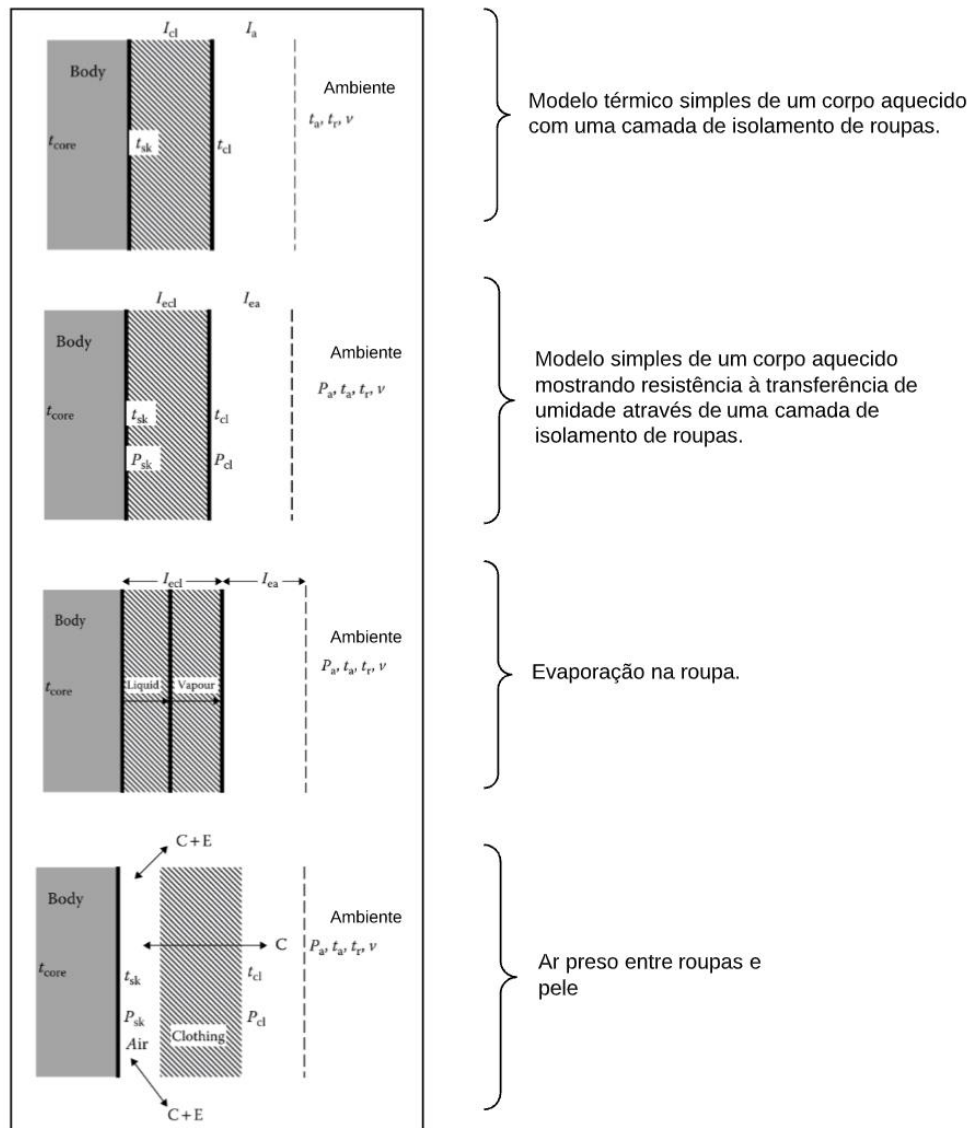 I_cl I_a
Body
Ambiente
t_a, t_r, v
t_core
t_sk
t_cl
Modelo térmico simples de um corpo aquecido
com uma camada de isolamento de roupas.
I_ecl I_ea
Body
Ambiente
P_a, t_a, t_r, v
t_core
t_sk
t_cl
P_sk
P_cl
Modelo simples de um corpo aquecido
mostrando resistência à transferência de
umidade através de uma camada de
isolamento de roupas.
I_ecl I_ea
Body
Ambiente
P_a, t_a, t_r, v
t_core
Liquid Vapour
Evaporação na roupa.
C+E
Body
Ambiente
C
P_a, t_a, t_r, v
t_core
t_sk
t_cl
P_sk
P_cl
Air
Clothing
C+E
Ar preso entre roupas e
pele